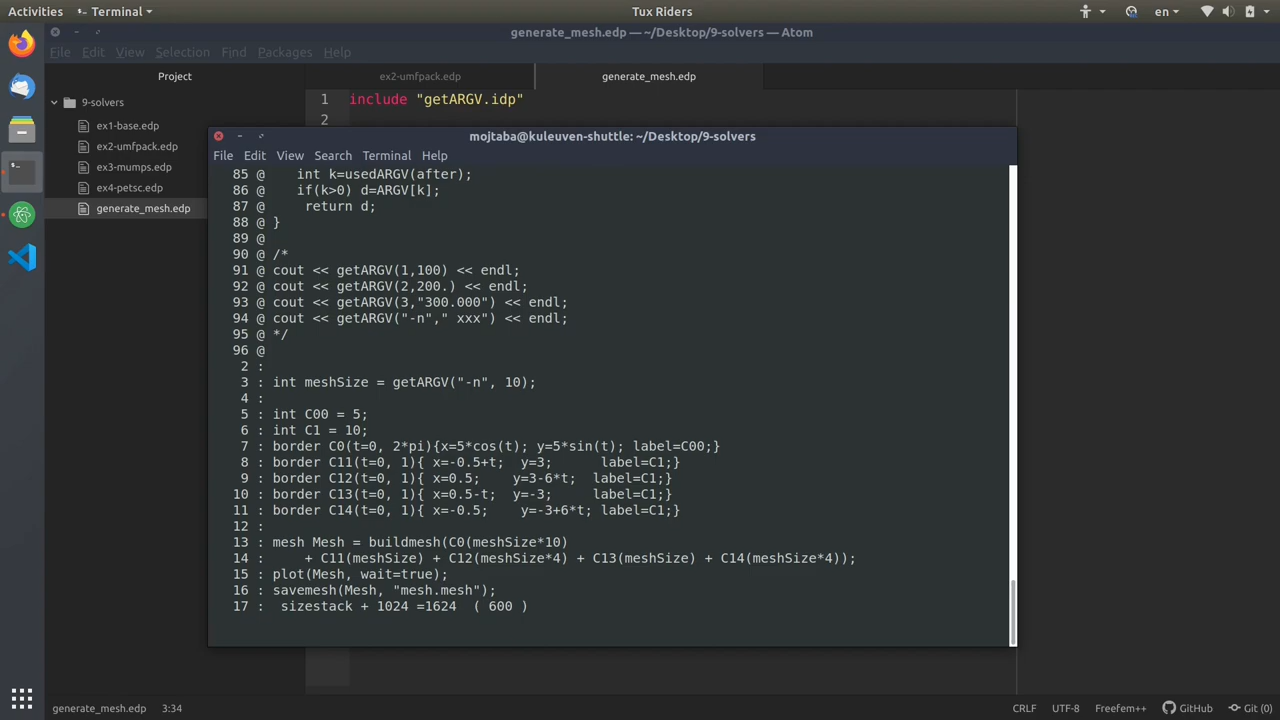 Activities
Terminal
Tux Riders
en
generate_mesh.edp — ~/Desktop/9-solvers — Atom
File Edit View Selection Find Packages Help
Project
ex2-umfpack.edp
generate_mesh.edp
9-solvers
ex1-base.edp
ex2-umfpack.edp
ex3-mumps.edp
ex4-petsc.edp
generate_mesh.edp
1 include "getARGV.idp"
2
mojtaba@kuleuven-shuttle: ~/Desktop/9-solvers
File Edit View Search Terminal Help
85 @    int k=usedARGV(after);
86 @    if(k>0) d=ARGV[k];
87 @     return d;
88 @ }
89 @
90 @ /*
91 @ cout << getARGV(1,100) << endl;
92 @ cout << getARGV(2,200.) << endl;
93 @ cout << getARGV(3,"300.000") << endl;
94 @ cout << getARGV("-n"," xxx") << endl;
95 @ */
96 @
2 :
3 : int meshSize = getARGV("-n", 10);
4 :
5 : int C00 = 5;
6 : int C1 = 10;
7 : border C0(t=0, 2*pi){x=5*cos(t); y=5*sin(t); label=C00;}
8 : border C11(t=0, 1){ x=-0.5+t;  y=3;      label=C1;}
9 : border C12(t=0, 1){ x=0.5;    y=3-6*t;  label=C1;}
10 : border C13(t=0, 1){ x=0.5-t;  y=-3;     label=C1;}
11 : border C14(t=0, 1){ x=-0.5;    y=-3+6*t; label=C1;}
12 :
13 : mesh Mesh = buildmesh(C0(meshSize*10)
14 :     + C11(meshSize) + C12(meshSize*4) + C13(meshSize) + C14(meshSize*4));
15 : plot(Mesh, wait=true);
16 : savemesh(Mesh, "mesh.mesh");
17 :  sizestack + 1024 =1624  ( 600 )
generate_mesh.edp 3:34
CRLF UTF-8 Freefem++ GitHub Git (0)